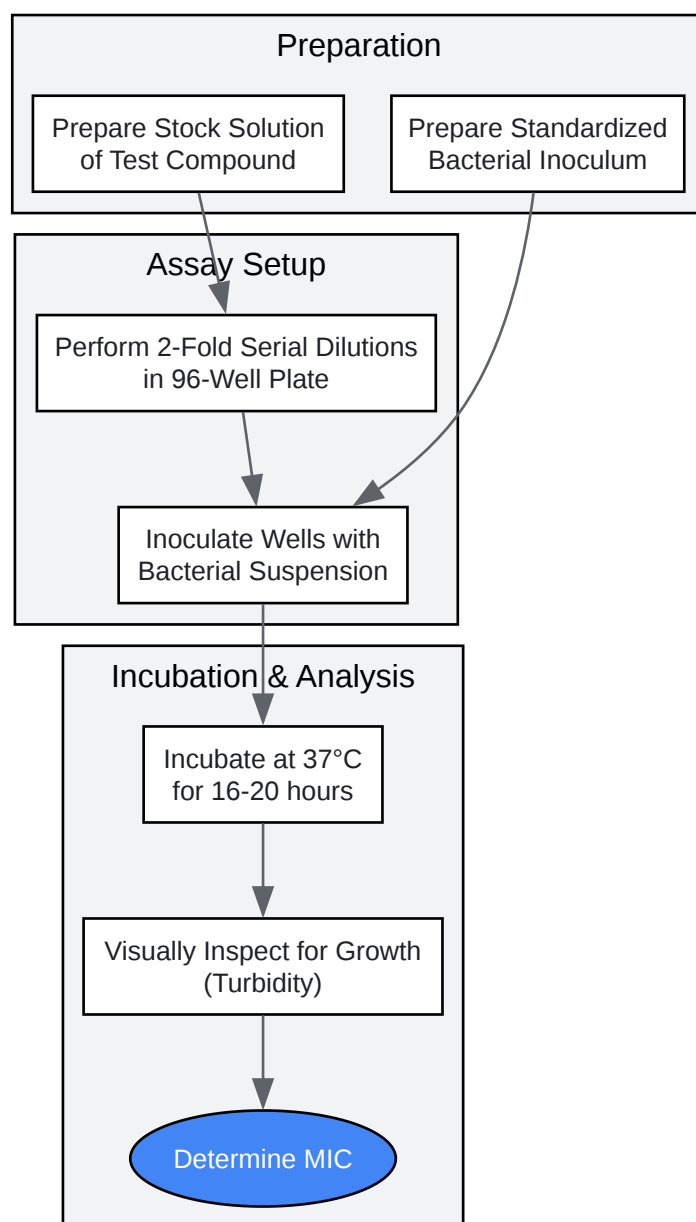 Preparation
Prepare Stock Solution
of Test Compound
Prepare Standardized
Bacterial Inoculum
Assay Setup
Perform 2-Fold Serial Dilutions
in 96-Well Plate
Inoculate Wells with
Bacterial Suspension
Incubation & Analysis
Incubate at 37°C
for 16-20 hours
Visually Inspect for Growth
(Turbidity)
Determine MIC